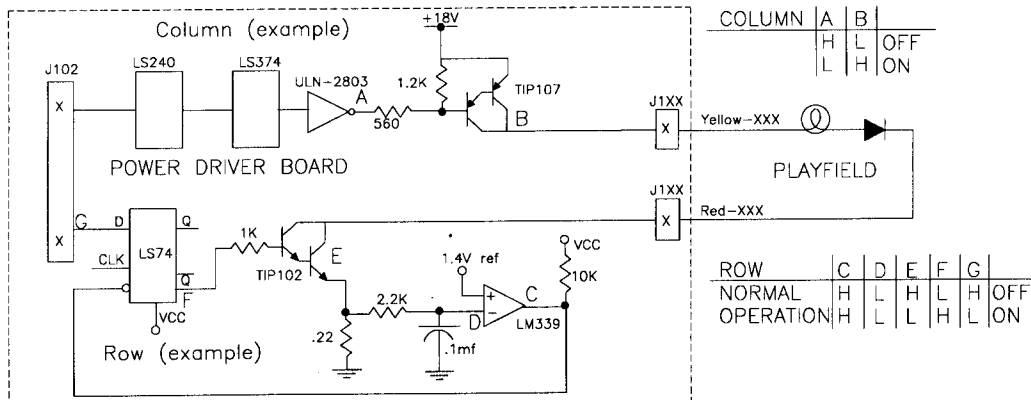 Column (example)
+18V
J102
LS240
LS374
ULN-2803
A
1.2K
TIP107
560
B
X
POWER DRIVER BOARD
J1XX
X
Yellow-XXX
PLAYFIELD
J1XX
X
Red-XXX
COLUMN A B
H L OFF
L H ON
G
X
D
Q
LS74
CLK
Q
F
VCC
1K
TIP102
E
1.4V ref
VCC
10K
2.2K
+
-
C
D
LM339
.22
.1mf
Row (example)
ROW C D E F G
NORMAL H L H L H OFF
OPERATION H L L H L ON